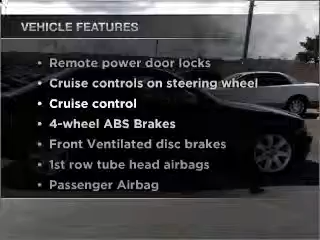 VEHICLE FEATURES
• Remote power door locks
• Cruise controls on steering wheel
• Cruise control
• 4-wheel ABS Brakes
• Front Ventilated disc brakes
• 1st row tube head airbags
• Passenger Airbag